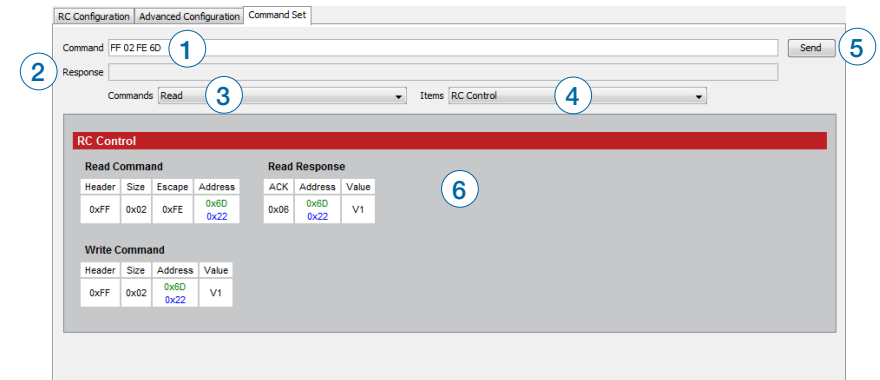 RC Configuration Advanced Configuration Command Set
Command FF 02 FE 6D 1 Send 5
2 Response
Commands Read 3 Items RC Control 4
RC Control
Read Command Read Response
Header Size Escape Address ACK Address Value
0xFF 0x02 0xFE 0x6D 0x06 0x6D V1
0x22 0x22
6
Write Command
Header Size Address Value
0xFF 0x02 0x6D V1
0x22